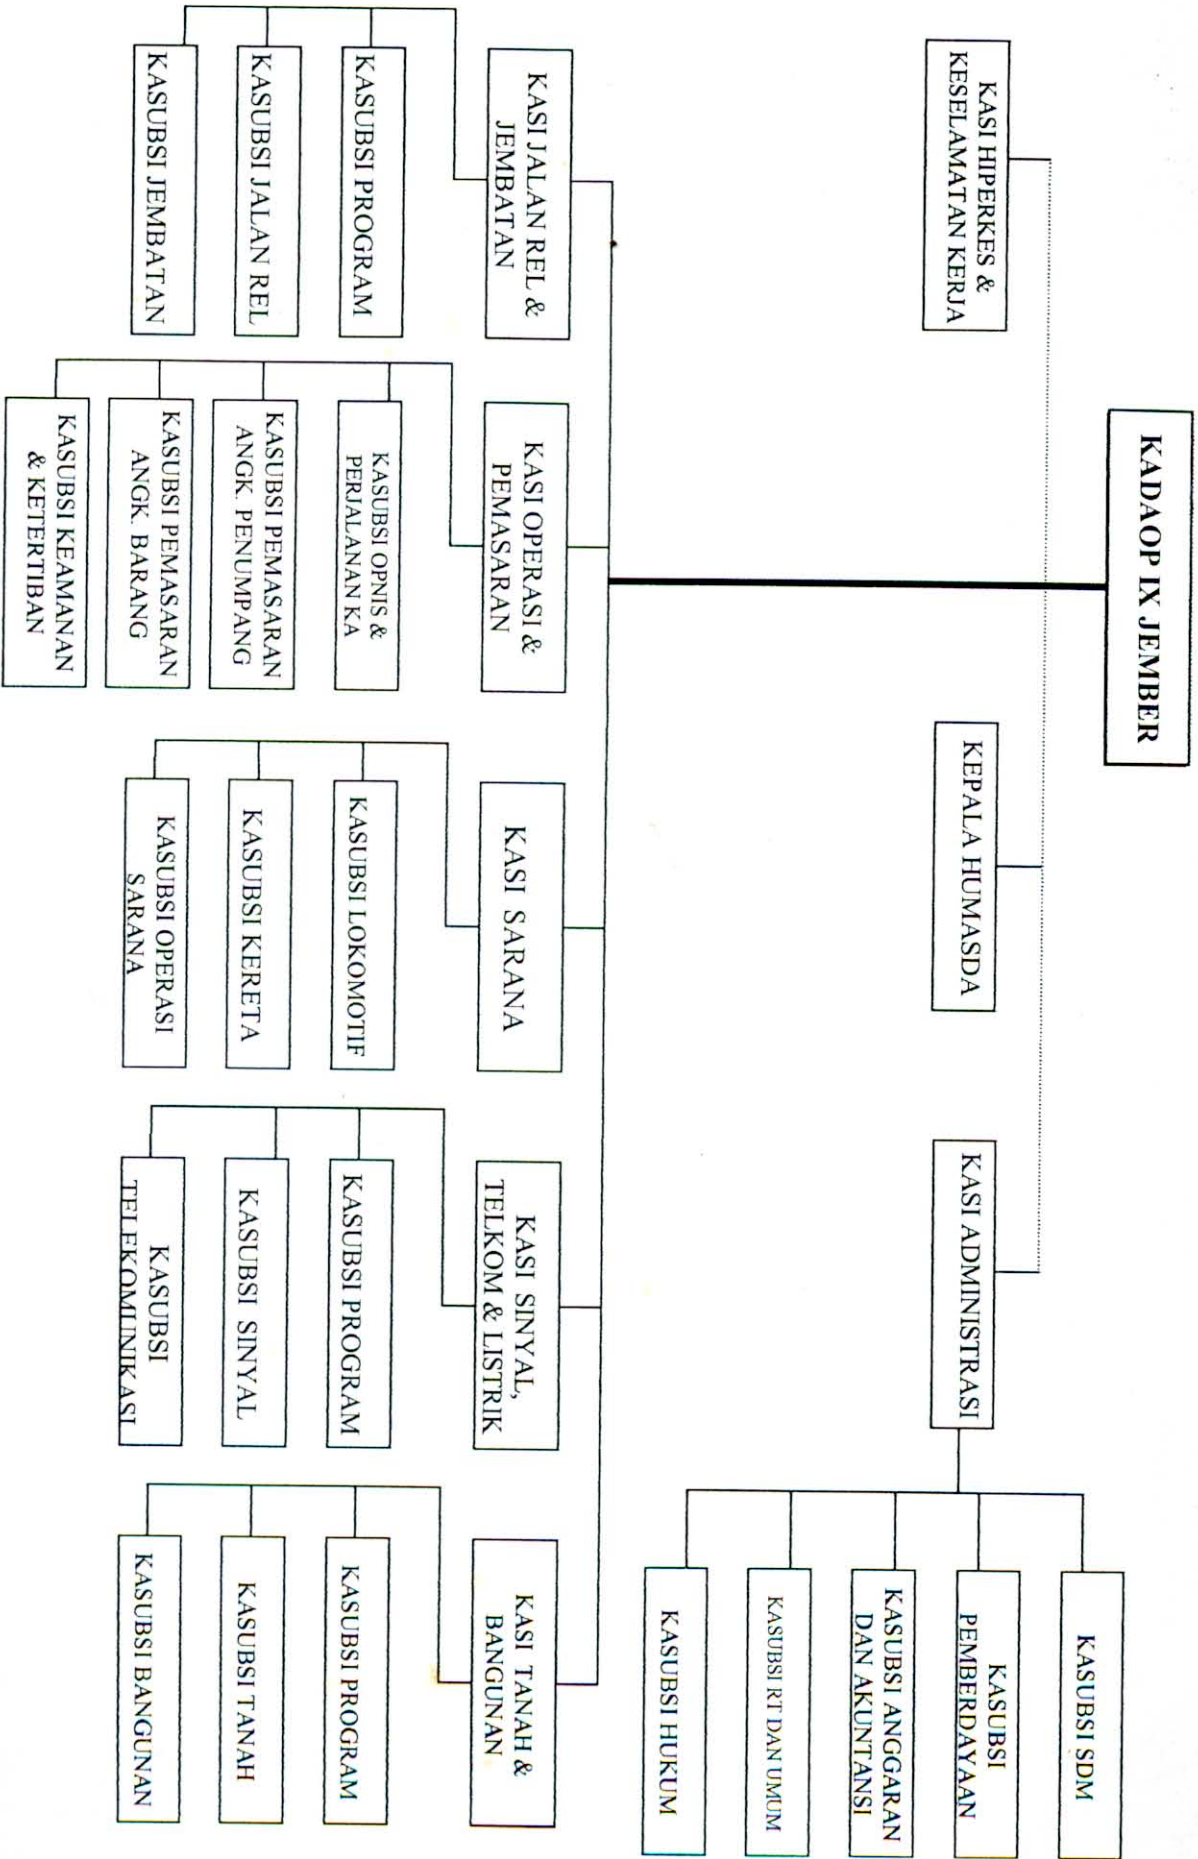 KADAOP IX JEMBER
KASI HIPERKES &
KESELAMATAN KERJA
KEPALA HUMASDA
KASI ADMINISTRASI
KASUBSI SDM
KASUBSI
PEMBERDAYAAN
KASUBSI ANGGARAN
DAN AKUNTANSI
KASUBSI RT DAN UMUM
KASUBSI HUKUM
KASI JALAN REL &
JEMBATAN
KASUBSI PROGRAM
KASUBSI JALAN REL
KASUBSI JEMBATAN
KASI OPERASI &
PEMASARAN
KASUBSI OPNIS &
PERJALANAN KA
KASUBSI PEMASARAN
ANGK. PENUMPANG
KASUBSI PEMASARAN
ANGK. BARANG
KASUBSI KEAMANAN
& KETERTIBAN
KASI SARANA
KASUBSI LOKOMOTIF
KASUBSI KERETA
KASUBSI OPERASI
SARANA
KASI SINYAL,
TELKOM & LISTRIK
KASUBSI PROGRAM
KASUBSI SINYAL
KASUBSI
TELEKOMUNIKASI
KASI TANAH &
BANGUNAN
KASUBSI PROGRAM
KASUBSI TANAH
KASUBSI BANGUNAN